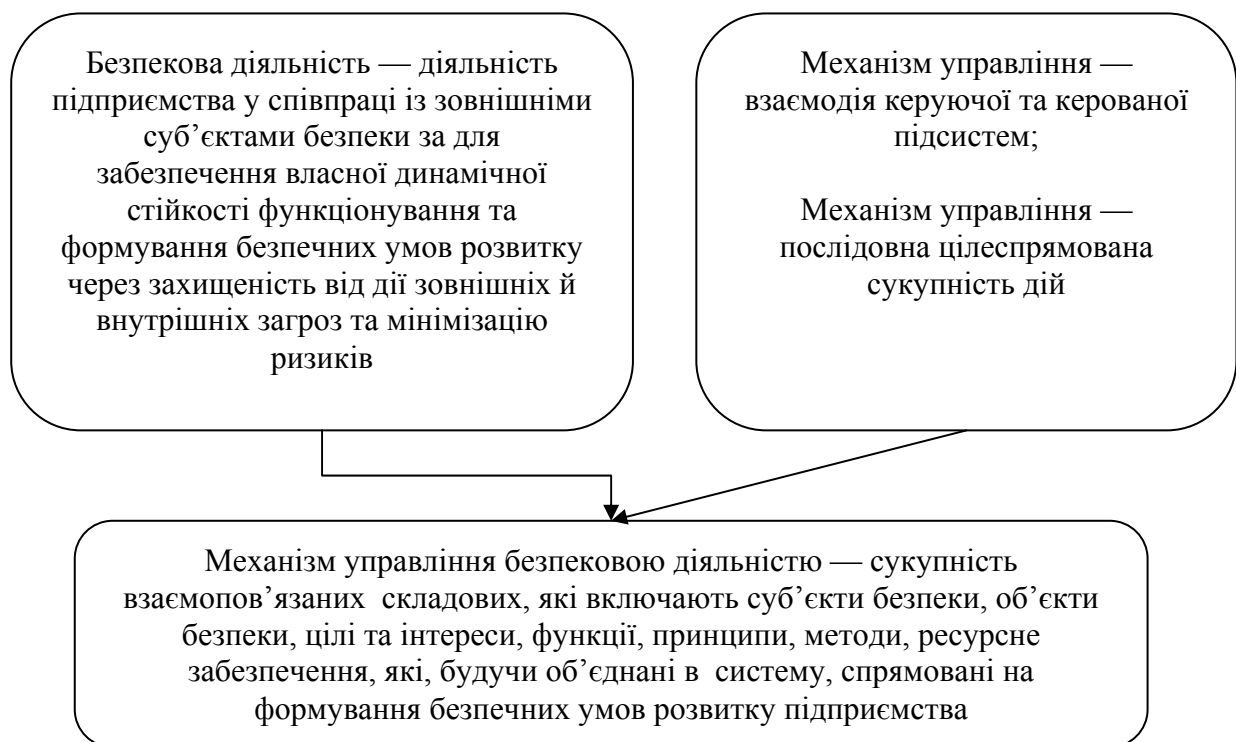 Безпекова діяльність — діяльність
підприємства у співпраці із зовнішніми
суб’єктами безпеки за для
забезпечення власної динамічної
стійкості функціонування та
формування безпечних умов розвитку
через захищеність від дії зовнішніх й
внутрішніх загроз та мінімізацію
ризиків
Механізм управління —
взаємодія керуючої та керованої
підсистем;
Механізм управління —
послідовна цілеспрямована
сукупність дій
Механізм управління безпековою діяльністю — сукупність
взаємопов’язаних складових, які включають суб’єкти безпеки, об’єкти
безпеки, цілі та інтереси, функції, принципи, методи, ресурсне
забезпечення, які, будучи об’єднані в систему, спрямовані на
формування безпечних умов розвитку підприємства